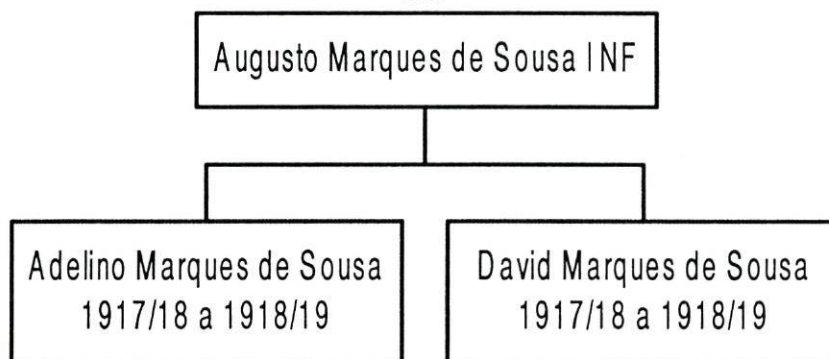 Augusto Marques de Sousa INF
Adelino Marques de Sousa
1917/18 a 1918/19
David Marques de Sousa
1917/18 a 1918/19